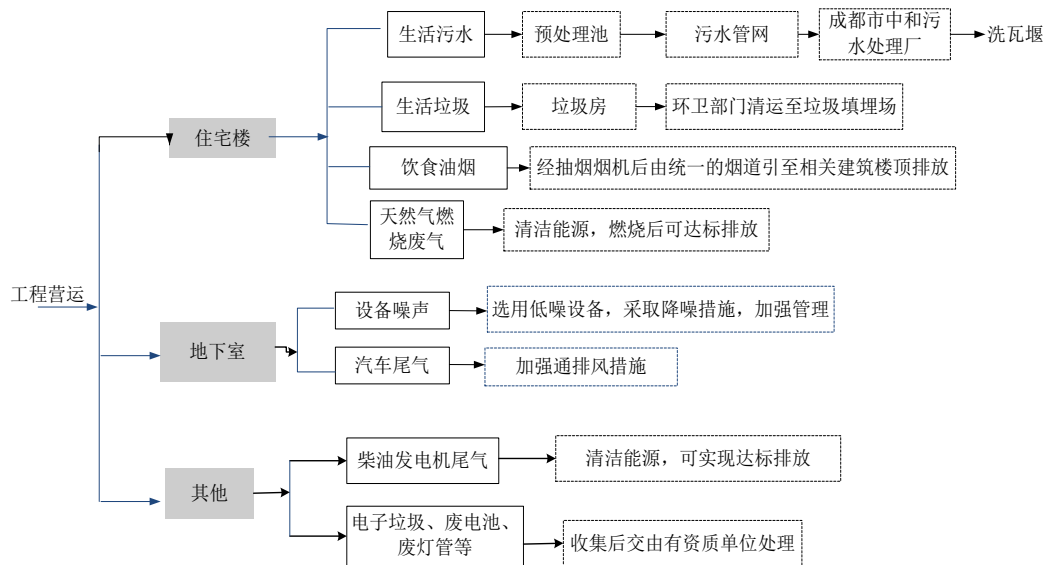 生活污水
预处理池
污水管网
成都市中和污
水处理厂
洗瓦堰
生活垃圾
垃圾房
环卫部门清运至垃圾填埋场
住宅楼
饮食油烟
经抽烟烟机后由统一的烟道引至相关建筑楼顶排放
天然气燃
烧废气
清洁能源，燃烧后可达标排放
工程营运
设备噪声
选用低噪设备，采取降噪措施，加强管理
地下室
汽车尾气
加强通排风措施
柴油发电机尾气
清洁能源，可实现达标排放
其他
电子垃圾、废电池、
废灯管等
收集后交由有资质单位处理